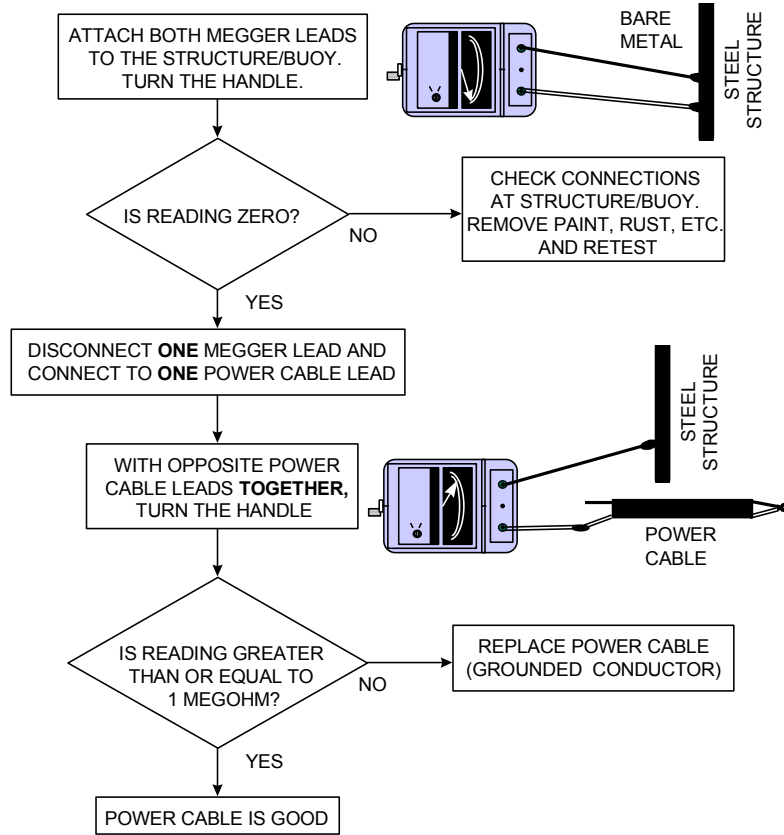 ATTACH BOTH MEGGER LEADS
TO THE STRUCTURE/BUOY.
TURN THE HANDLE.
BARE
METAL
STEEL
STRUCTURE
IS READING ZERO?
NO
CHECK CONNECTIONS
AT STRUCTURE/BUOY.
REMOVE PAINT, RUST, ETC.
AND RETEST
YES
DISCONNECT ONE MEGGER LEAD AND
CONNECT TO ONE POWER CABLE LEAD
STEEL
STRUCTURE
WITH OPPOSITE POWER
CABLE LEADS TOGETHER,
TURN THE HANDLE
POWER
CABLE
IS READING GREATER
THAN OR EQUAL TO
1 MEGOHM?
NO
REPLACE POWER CABLE
(GROUNDED CONDUCTOR)
YES
POWER CABLE IS GOOD